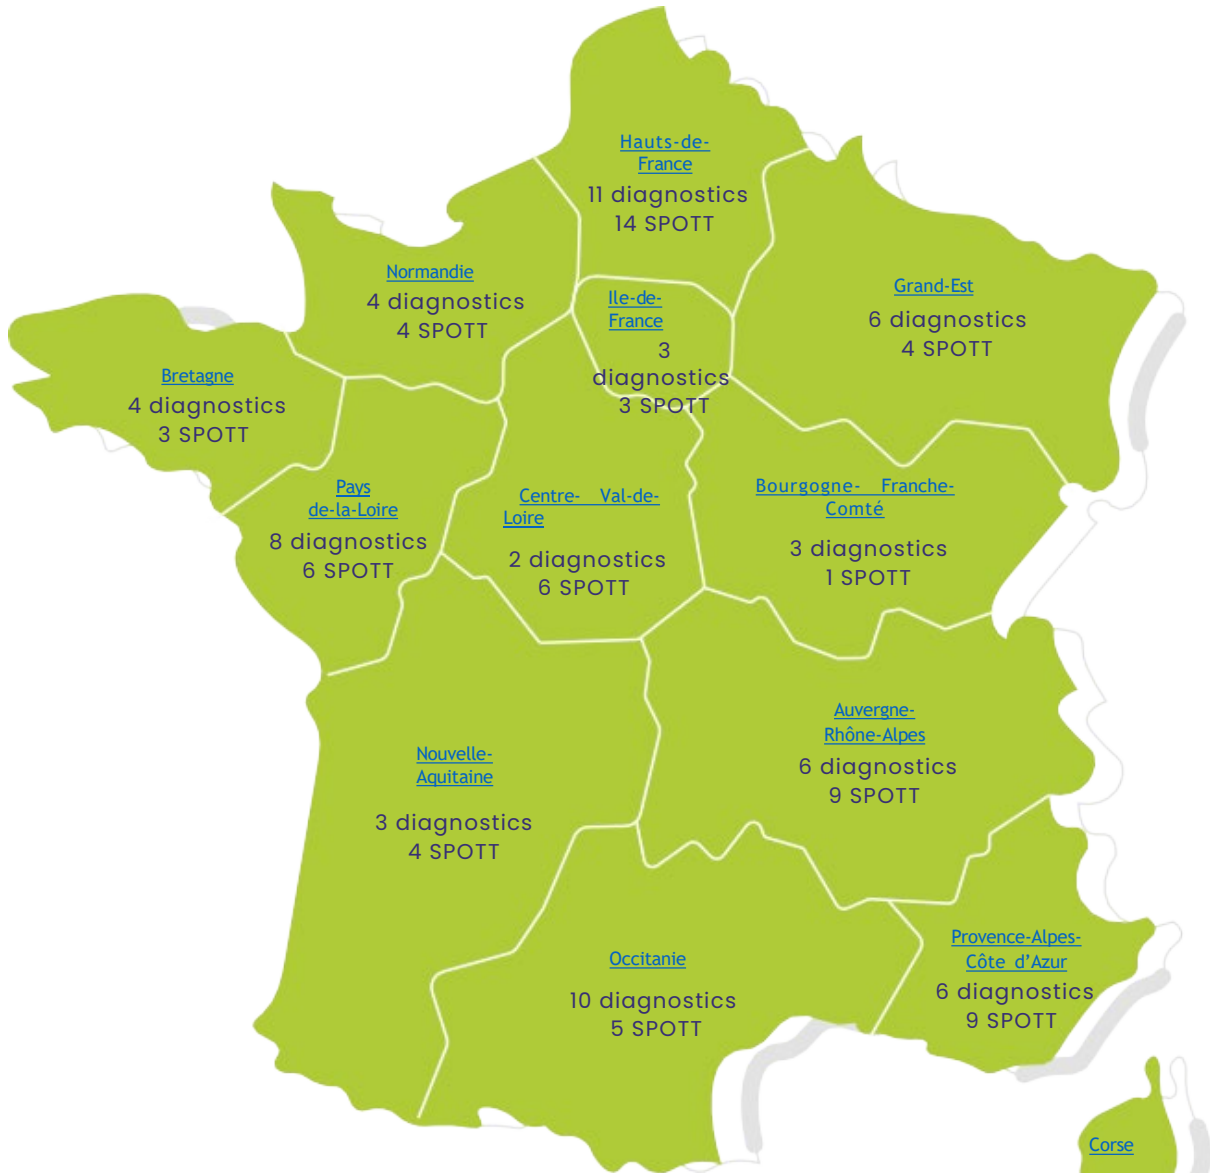 Hauts-de-
France
11 diagnostics
14 SPOTT
Normandie
4 diagnostics
4 SPOTT
Ile-de-
France
3
diagnostics
3 SPOTT
Grand-Est
6 diagnostics
4 SPOTT
Bretagne
4 diagnostics
3 SPOTT
Pays
de-la-Loire
8 diagnostics
6 SPOTT
Centre- Val-de-
Loire
2 diagnostics
6 SPOTT
Bourgogne- Franche-
Comté
3 diagnostics
1 SPOTT
Auvergne-
Rhône-Alpes
6 diagnostics
9 SPOTT
Nouvelle-
Aquitaine
3 diagnostics
4 SPOTT
Occitanie
10 diagnostics
5 SPOTT
Provence-Alpes-
Côte d’Azur
6 diagnostics
9 SPOTT
Corse